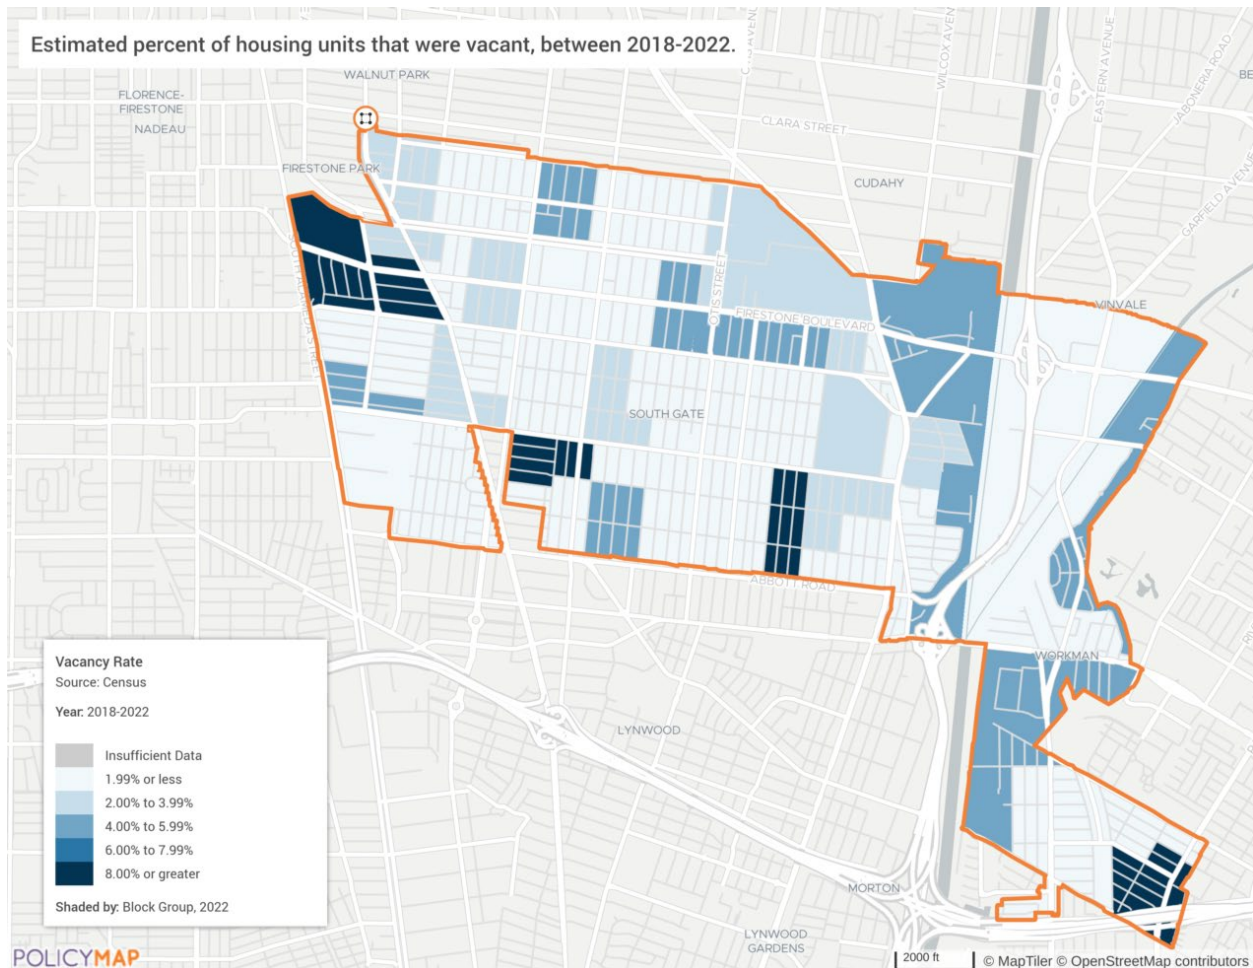 Estimated percent of housing units that were vacant, between 2018-2022.
WILCOX AVEN
EASTERN AVENUE
JABONERIA ROAD
WALNUT PARK
FLORENCE-
FIRESTONE
NADEAU
CLARA STREET
FIRESTONE PARK
CUDAHY
GARFIELD AVENUE
SOUTH ALAMEDA STREET
OTIS STREET
VINVALE
FIRESTONE BOULEVARD
SOUTH GATE
ABBOTT ROAD
WORKMAN
LYNWOOD
MORTON
LYNWOOD
GARDENS
Vacancy Rate
Source: Census
Year: 2018-2022
Insufficient Data
1.99% or less
2.00% to 3.99%
4.00% to 5.99%
6.00% to 7.99%
8.00% or greater
Shaded by: Block Group, 2022
POLICYMAP
2000 ft
© MapTiler © OpenStreetMap contributors